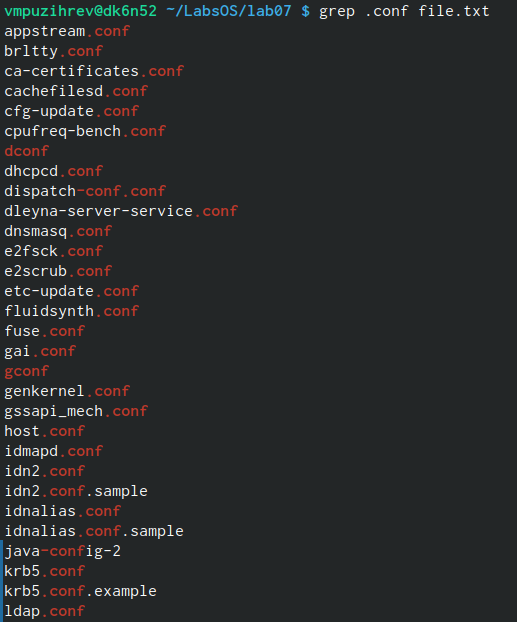 vmpuzihrev@dk6n52 ~/LabsOS/lab07 $ grep .conf file.txt
appstream.conf
brltty.conf
ca-certificates.conf
cachefilesd.conf
cfg-update.conf
cpufreq-bench.conf
dconf
dhcpcd.conf
dispatch-conf.conf
dleyna-server-service.conf
dnsmasq.conf
e2fsck.conf
e2scrub.conf
etc-update.conf
fluidsynth.conf
fuse.conf
gai.conf
gconf
genkernel.conf
gssapi_mech.conf
host.conf
idmapd.conf
idn2.conf
idn2.conf.sample
idnalias.conf
idnalias.conf.sample
java-config-2
krb5.conf
krb5.conf.example
ldap.conf